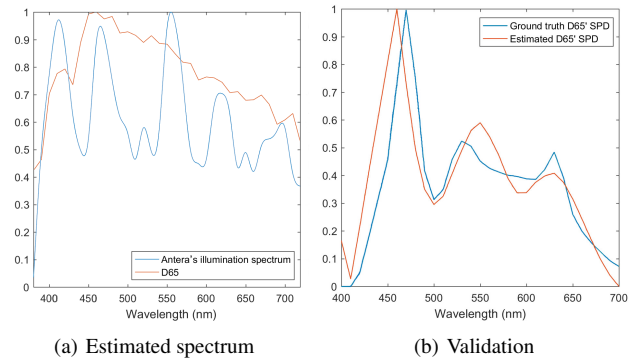 1
0.9
0.8
0.7
0.6
0.5
0.4
0.3
0.2
0.1
0
400 450 500 550 600 650 700
Wavelength (nm)
Antera's illumination spectrum
D65
(a) Estimated spectrum
1
0.9
0.8
0.7
0.6
0.5
0.4
0.3
0.2
0.1
0
400 450 500 550 600 650 700
Wavelength (nm)
Ground truth D65' SPD
Estimated D65' SPD
(b) Validation